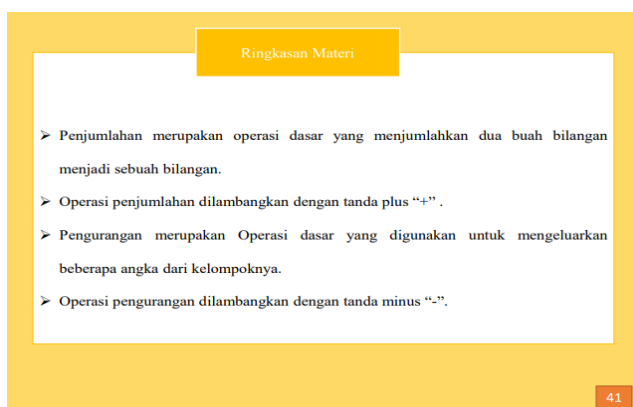 Ringkasan Materi
➢ Penjumlahan merupakan operasi dasar yang menjumlahkan dua buah bilangan
menjadi sebuah bilangan.
➢ Operasi penjumlahan dilambangkan dengan tanda plus “+” .
➢ Pengurangan merupakan Operasi dasar yang digunakan untuk mengeluarkan
beberapa angka dari kelompoknya.
➢ Operasi pengurangan dilambangkan dengan tanda minus “-”.
41